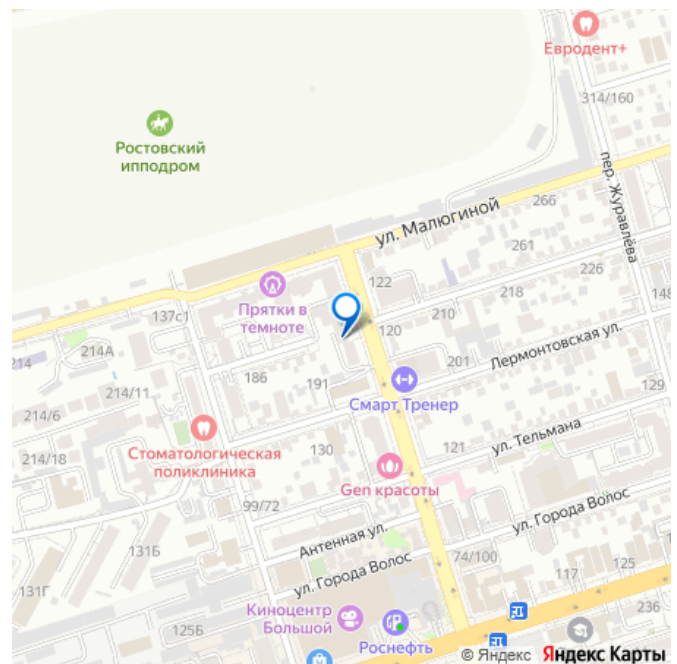 Евродент+
314/160
Ростовский
ипподром
пер. Журавлёва
ул. Малюгиной
266
261
226
122
218
148
Прятки в
темноте
137с1
210
120
214
214А
201
Лермонтовская ул.
186
191
129
214/11
Смарт Тренер
214/6
Стоматологическая
поликлиника
130
121
ул. Тельмана
214/18
Gen красоты
99/72
ул. Города Волос
Антенная ул.
131Б
74/100
ул. Города Волос
117
125
131Г
Киноцентр
Большой
236
125Б
Роснефть
© Яндекс Яндекс Карты